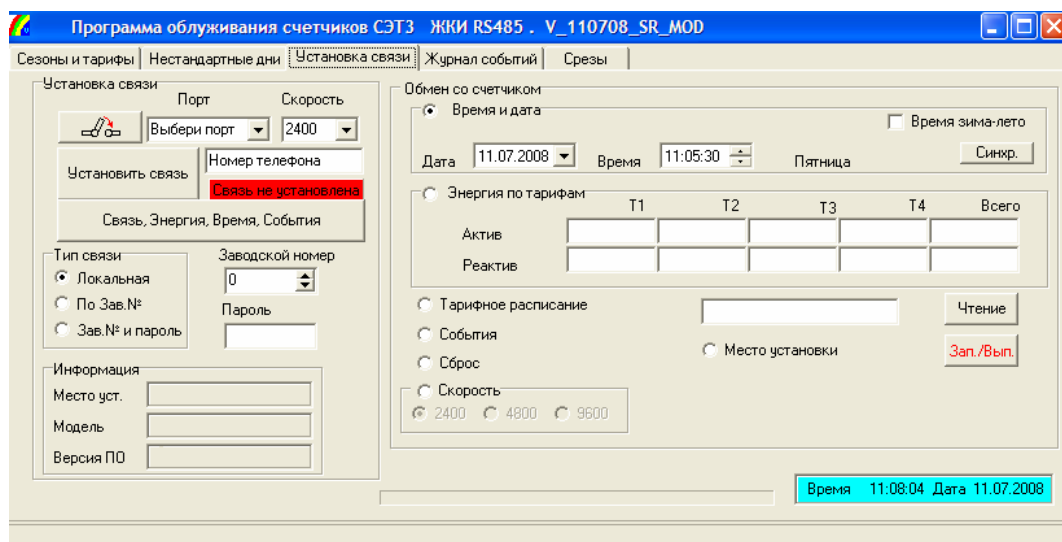 Программа облуживания счетчиков СЭТ3 ЖКИ RS485 . V_110708_SR_MOD
Сезоны и тарифы Нестандартные дни Установка связи Журнал событий Срезы
Установка связи
Порт Скорость
Выбери порт 2400
Установить связь
Номер телефона
Связь не установлена
Связь, Энергия, Время, События
Тип связи
Локальная
По Зав.№
Зав.№ и пароль
Заводской номер
0
Пароль
Информация
Место уст.
Модель
Версия ПО
Обмен со счетчиком
Время и дата
Время зима-лето
Дата 11.07.2008 Время 11:05:30 Пятница Синхр.
Энергия по тарифам
Т1 Т2 Т3 Т4 Всего
Актив
Реактив
Тарифное расписание
События
Сброс
Скорость
2400 4800 9600
Чтение
Место установки
Зап./Вып.
Время 11:08:04 Дата 11.07.2008